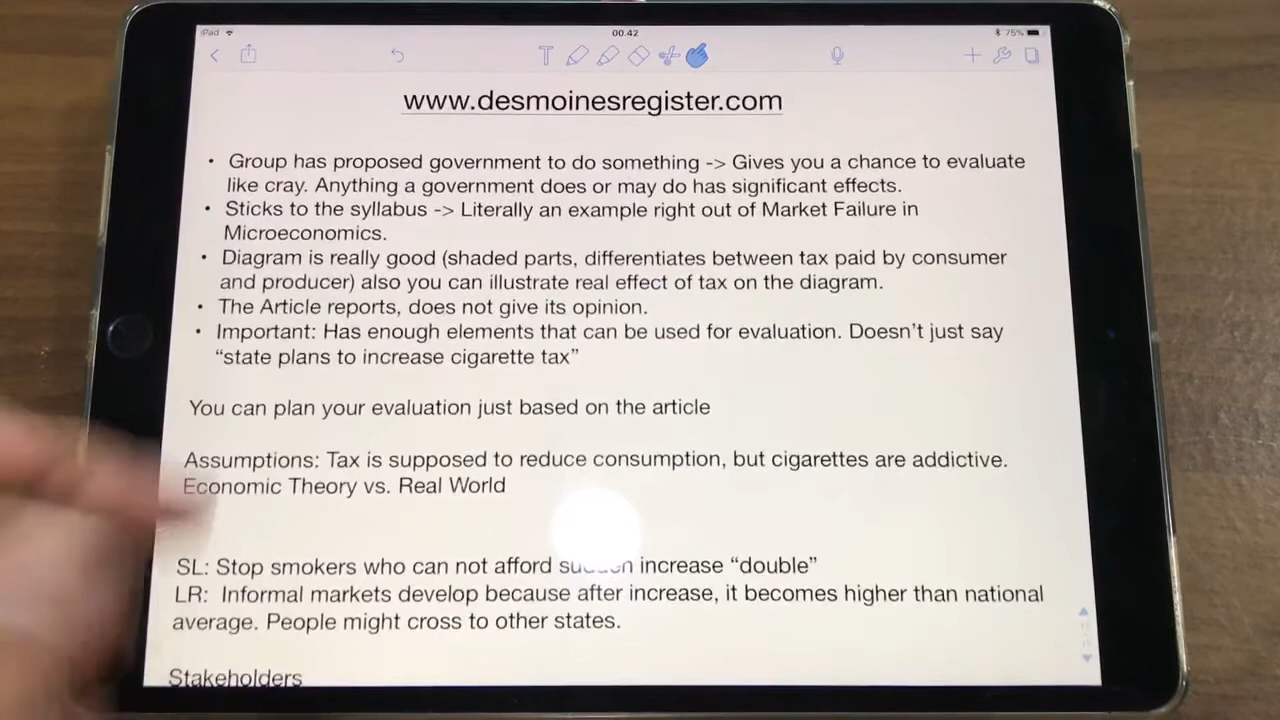 iPad
00.42
75%
T
www.desmoinesregister.com
• Group has proposed government to do something -> Gives you a chance to evaluate
like cray. Anything a government does or may do has significant effects.
• Sticks to the syllabus -> Literally an example right out of Market Failure in
Microeconomics.
• Diagram is really good (shaded parts, differentiates between tax paid by consumer
and producer) also you can illustrate real effect of tax on the diagram.
• The Article reports, does not give its opinion.
• Important: Has enough elements that can be used for evaluation. Doesn't just say
“state plans to increase cigarette tax”
You can plan your evaluation just based on the article
Assumptions: Tax is supposed to reduce consumption, but cigarettes are addictive.
Economic Theory vs. Real World
SL: Stop smokers who can not afford sudden increase “double”
LR: Informal markets develop because after increase, it becomes higher than national
average. People might cross to other states.
Stakeholders